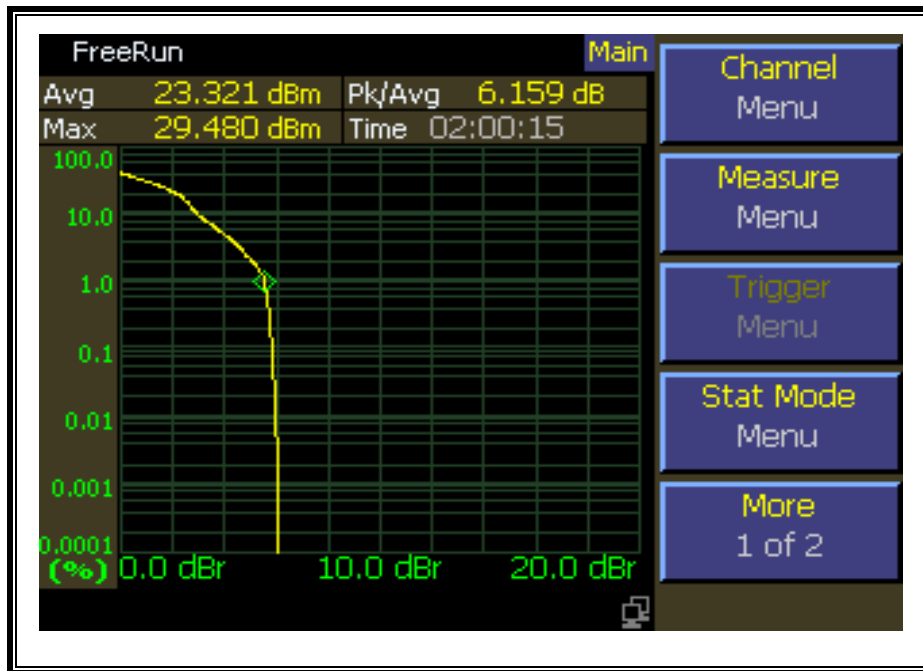 FreeRun Main
Avg 23.321 dBm Pk/Avg 6.159 dB
Max 29.480 dBm Time 02:00:15
100.0
10.0
1.0
0.1
0.01
0.001
0.0001
(%) 0.0 dBr 10.0 dBr 20.0 dBr
Channel
Menu
Measure
Menu
Trigger
Menu
Stat Mode
Menu
More
1 of 2